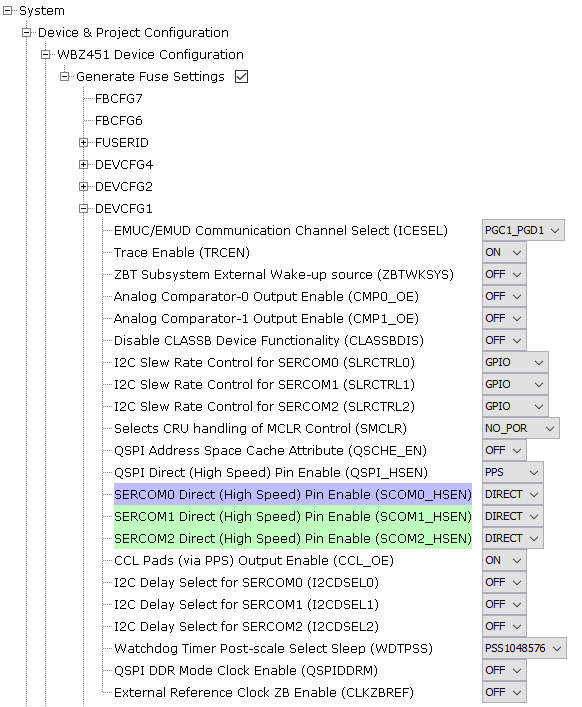 System
Device & Project Configuration
WBZ451 Device Configuration
Generate Fuse Settings
FBCFG7
FBCFG6
FUSERID
DEVCFG4
DEVCFG2
DEVCFG1
EMUC/EMUD Communication Channel Select (ICESEL) PGC1_PGD1
Trace Enable (TRCEN) ON
ZBT Subsystem External Wake-up source (ZBTWKSYS) OFF
Analog Comparator-0 Output Enable (CMP0_OE) OFF
Analog Comparator-1 Output Enable (CMP1_OE) OFF
Disable CLASSB Device Functionality (CLASSBDIS) OFF
I2C Slew Rate Control for SERCOM0 (SLRCTRL0) GPIO
I2C Slew Rate Control for SERCOM1 (SLRCTRL1) GPIO
I2C Slew Rate Control for SERCOM2 (SLRCTRL2) GPIO
Selects CRU handling of MCLR Control (SMCLR) NO_POR
QSPI Address Space Cache Attribute (QSCHE_EN) OFF
QSPI Direct (High Speed) Pin Enable (QSPI_HSEN) PPS
SERCOM0 Direct (High Speed) Pin Enable (SCOM0_HSEN) DIRECT
SERCOM1 Direct (High Speed) Pin Enable (SCOM1_HSEN) DIRECT
SERCOM2 Direct (High Speed) Pin Enable (SCOM2_HSEN) DIRECT
CCL Pads (via PPS) Output Enable (CCL_OE) ON
I2C Delay Select for SERCOM0 (I2CDSEL0) OFF
I2C Delay Select for SERCOM1 (I2CDSEL1) OFF
I2C Delay Select for SERCOM2 (I2CDSEL2) OFF
Watchdog Timer Post-scale Select Sleep (WDTPSS) PSS1048576
QSPI DDR Mode Clock Enable (QSPIDDRM) OFF
External Reference Clock ZB Enable (CLKZBREF) OFF